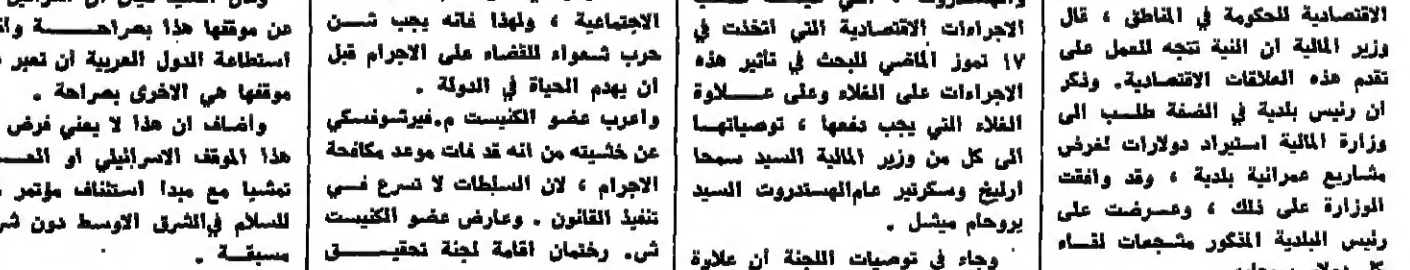 الاقتصادية للحكومة في المناطق ، قال
وزير المالية ان النية تتجه للعمل على
تقدم هذه العلاقات الاقتصادية. وذكر
ان رئيس بلدية في الضفة طلب الى
وزارة المالية استيراد دولارات لغرض
مشاريع عمرانية بلدية ، وقد وافقت
الوزارة على ذلك ، وعرضت على
رئيس البلدية المذكور مشجعات لقاء
الاجراءات الاقتصادية التي اتخذت في
١٧ تموز الماضي للبحث في تأثير هذه
الاجراءات على الغلاء وعلى علاوة
الغلاء التي يجب دفعها ، توصياتها
الى كل من وزير المالية السيد سمحا
ارليخ وسكرتير عام الهستدروت السيد
يروحام ميشل .
وجاء في توصيات اللجنة أن علاوة
الاجتماعية ، ولهذا فانه يجب شن
حرب شعواء للقضاء على الاجرام قبل
ان يهدم الحياة في الدولة .
واعرب عضو الكنيست م.فيرشوفسكي
عن خشيته من انه قد فات موعد مكافحة
الاجرام ، لان السلطات لا تسرع في
تنفيذ القانون . وعارض عضو الكنيست
ش. رختمان اقامة لجنة تحقيق
عن موقفها هذا بصراحة
استطاعة الدول العربية ان تعبر
موقفها هي الاخرى بصراحة .
واضاف ان هذا لا يعني فرض
هذا الموقف الاسرائيلي او
تمشيا مع مبدا استئناف مؤتمر
للسلام في الشرق الاوسط دون
مسبقة .